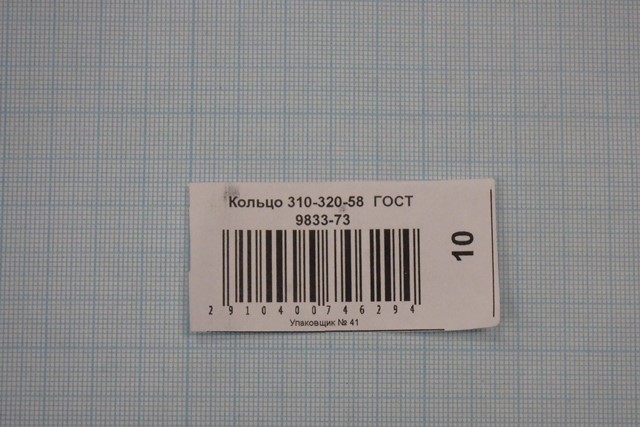 Кольцо 310-320-58 ГОСТ
9833-73
10
2910400746294
Упаковщик № 41